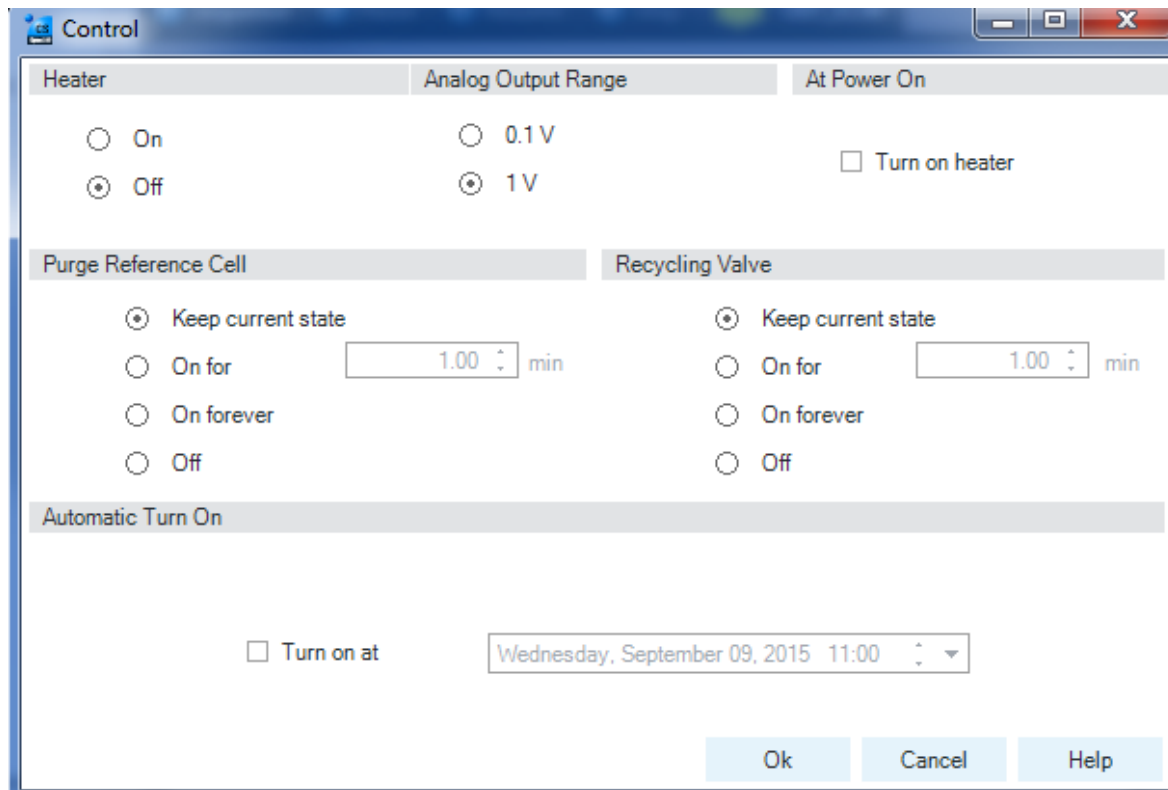 Control
Heater
Analog Output Range
At Power On
On
0.1 V
Turn on heater
Off
1 V
Purge Reference Cell
Recycling Valve
Keep current state
Keep current state
On for 1.00 min
On for 1.00 min
On forever
On forever
Off
Off
Automatic Turn On
Turn on at Wednesday, September 09, 2015 11:00
Ok
Cancel
Help